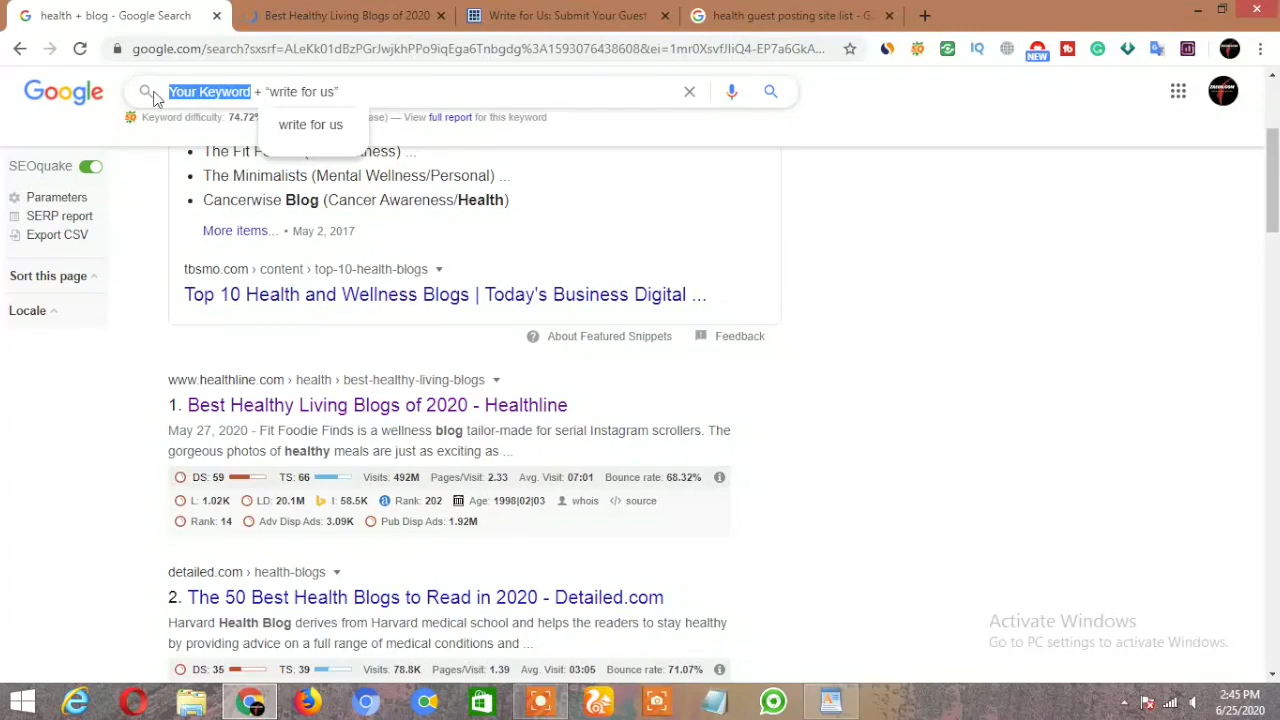 health + blog - Google Search
Best Healthy Living Blogs of 2020
Write for Us: Submit Your Guest
health guest posting site list - G
google.com/search?sxsrf=ALeKk01dBzPGrJwjkhPPo9iqEga6Tnbgdg%3A1593076438608&ei=1mr0XsvfJIiQ4-EP7a6GkA...
NEW
Google
Your Keyword + “write for us”
Keyword difficulty: 74.72%
ase) — View full report for this keyword
write for us
SEOquake
Parameters
SERP report
Export CSV
Sort this page
Locale
The Fit F
ness) ...
The Minimalists (Mental Wellness/Personal) ...
Cancerwise Blog (Cancer Awareness/Health)
More items... • May 2, 2017
tbsmo.com › content › top-10-health-blogs
Top 10 Health and Wellness Blogs | Today's Business Digital ...
About Featured Snippets
Feedback
www.healthline.com › health › best-healthy-living-blogs
1. Best Healthy Living Blogs of 2020 - Healthline
May 27, 2020 - Fit Foodie Finds is a wellness blog tailor-made for serial Instagram scrollers. The
gorgeous photos of healthy meals are just as exciting as ...
DS: 59 TS: 66 Visits: 492M Pages/Visit: 2.33 Avg. Visit: 07:01 Bounce rate: 68.32%
L: 1.02K LD: 20.1M I: 58.5K Rank: 202 Age: 1998|02|03 whois </> source
Rank: 14 Adv Disp Ads: 3.09K Pub Disp Ads: 1.92M
detailed.com › health-blogs
2. The 50 Best Health Blogs to Read in 2020 - Detailed.com
Harvard Health Blog derives from Harvard medical school and helps the readers to stay healthy
by providing advice on a full range of medical conditions and ...
DS: 35 TS: 39 Visits: 78.8K Pages/Visit: 1.39 Avg. Visit: 03:05 Bounce rate: 71.07%
Activate Windows
Go to PC settings to activate Windows.
2:45 PM
6/25/2020